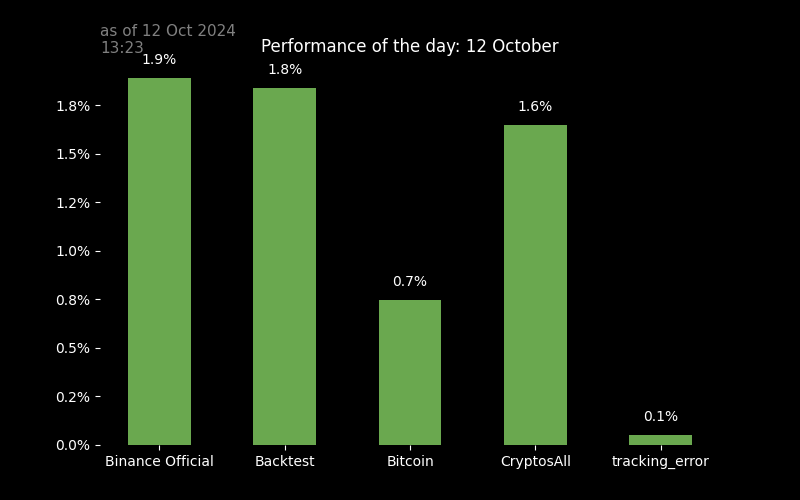 as of 12 Oct 2024
13:23
Performance of the day: 12 October
1.9%
1.8%
1.6%
0.7%
0.1%
1.8%
1.5%
1.2%
1.0%
0.8%
0.5%
0.2%
0.0%
Binance Official
Backtest
Bitcoin
CryptosAll
tracking_error